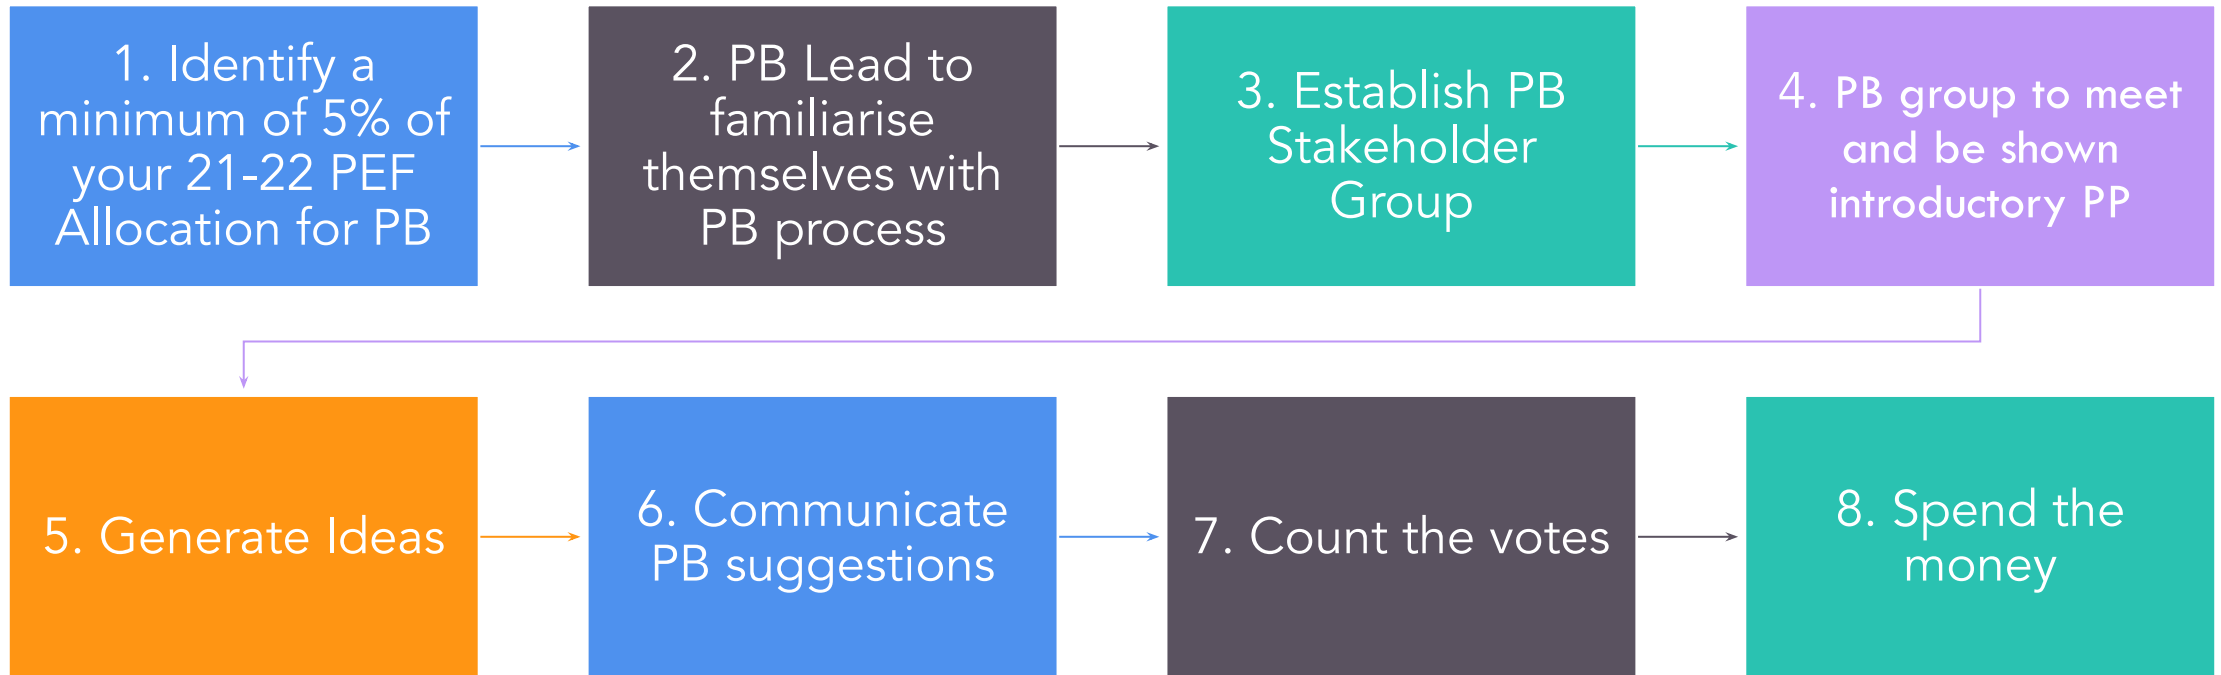 1. Identify a
minimum of 5% of
your 21-22 PEF
Allocation for PB
2. PB Lead to
familiarise
themselves with
PB process
3. Establish PB
Stakeholder
Group
4. PB group to meet
and be shown
introductory PP
5. Generate Ideas
6. Communicate
PB suggestions
7. Count the votes
8. Spend the
money